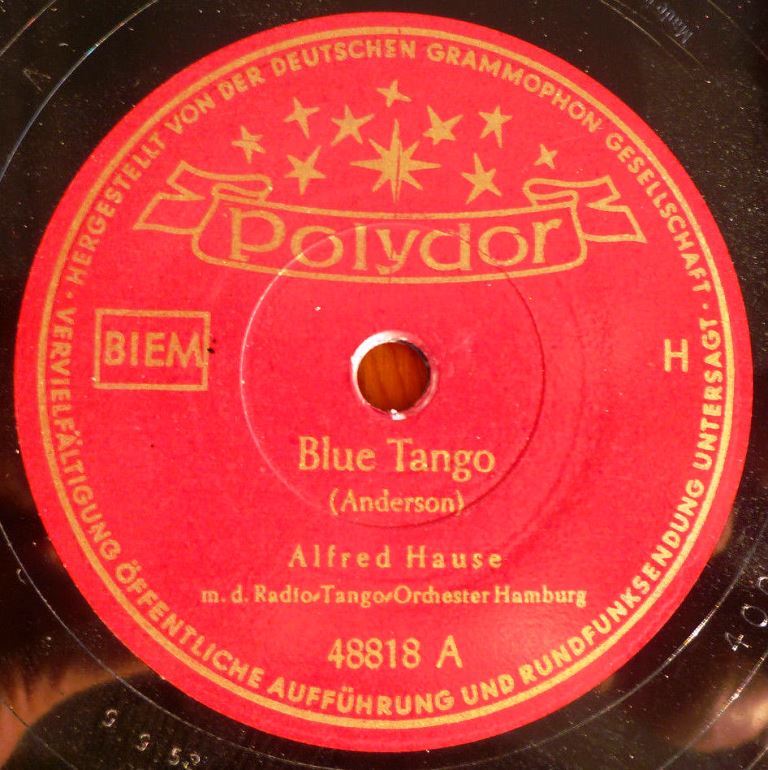 HERGESTELLT VON DER DEUTSCHEN GRAMMOPHON GESELLSCHAFT ·
VERVIELFÄLTIGUNG ÖFFENTLICHE AUFFÜHRUNG UND RUNDFUNKSENDUNG UNTERSAGT ·
Polydor
BIEM
H
Blue Tango
(Anderson)
Alfred Hause
m. d. Radio-Tango-Orchester Hamburg
48818 A
Made